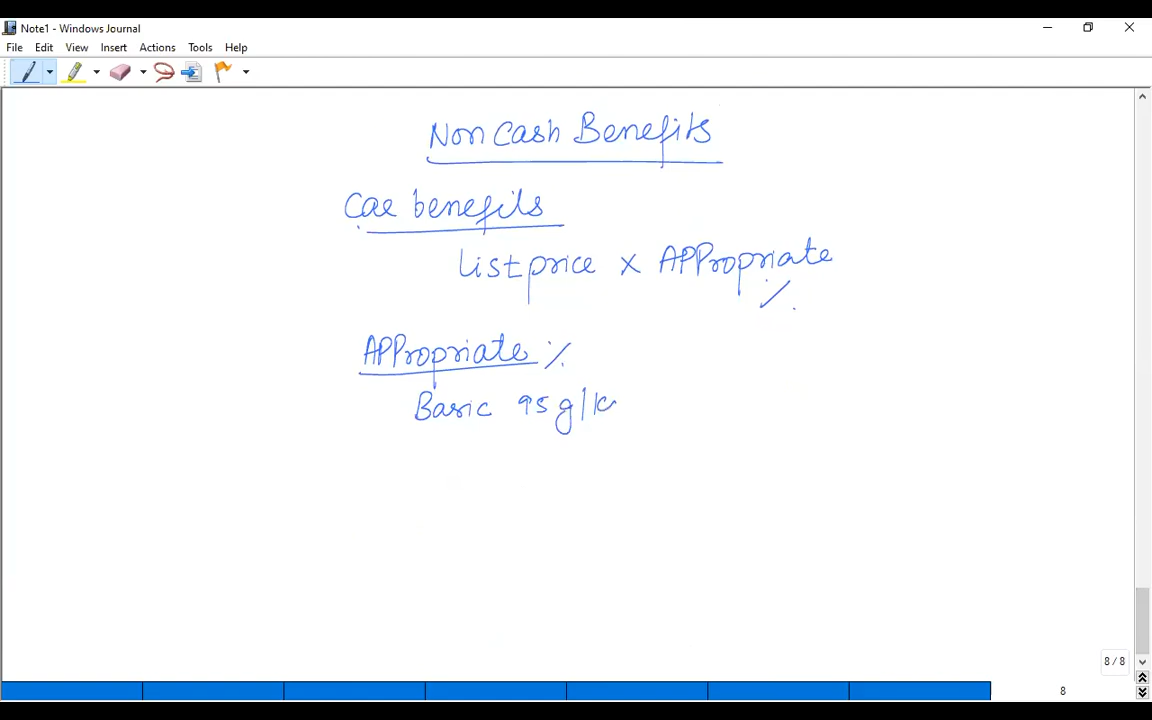 Note1 - Windows Journal
File Edit View Insert Actions Tools Help
Non Cash Benefits
Car benefits
List price x APPropriate
%
APPropriate %
Basic 95 g/k
8 / 8
8